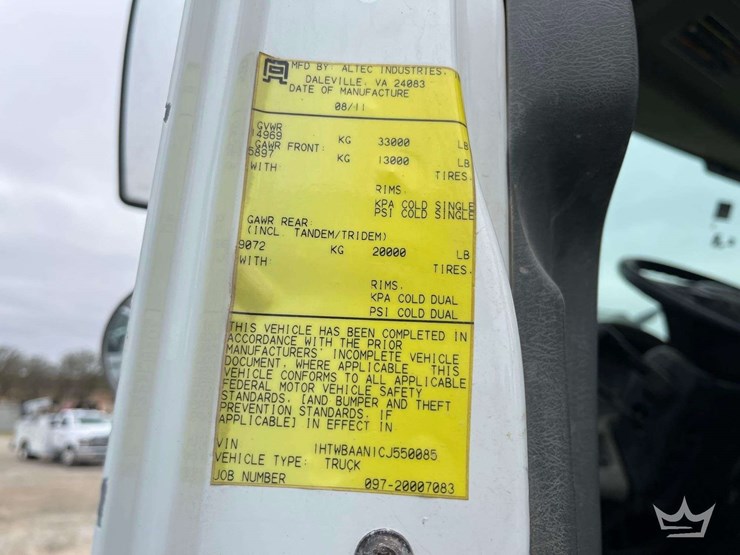 MFD BY: ALTEC INDUSTRIES,
DALEVILLE, VA 24083
DATE OF MANUFACTURE
08/11
GVWR
14969 KG 33000 LB
GAWR FRONT:
5897 KG 13000 LB
WITH TIRES.
RIMS.
KPA COLD SINGLE
PSI COLD SINGLE
GAWR REAR:
(INCL. TANDEM/TRIDEM)
9072 KG 20000 LB
WITH: TIRES.
RIMS.
KPA COLD DUAL
PSI COLD DUAL
THIS VEHICLE HAS BEEN COMPLETED IN
ACCORDANCE WITH THE PRIOR
MANUFACTURERS' INCOMPLETE VEHICLE
DOCUMENT, WHERE APPLICABLE. THIS
VEHICLE CONFORMS TO ALL APPLICABLE
FEDERAL MOTOR VEHICLE SAFETY
STANDARDS, [AND BUMPER AND THEFT
PREVENTION STANDARDS, IF
APPLICABLE] IN EFFECT IN
VIN 1HTWBAAN1CJ550085
VEHICLE TYPE: TRUCK
JOB NUMBER 097-20007083